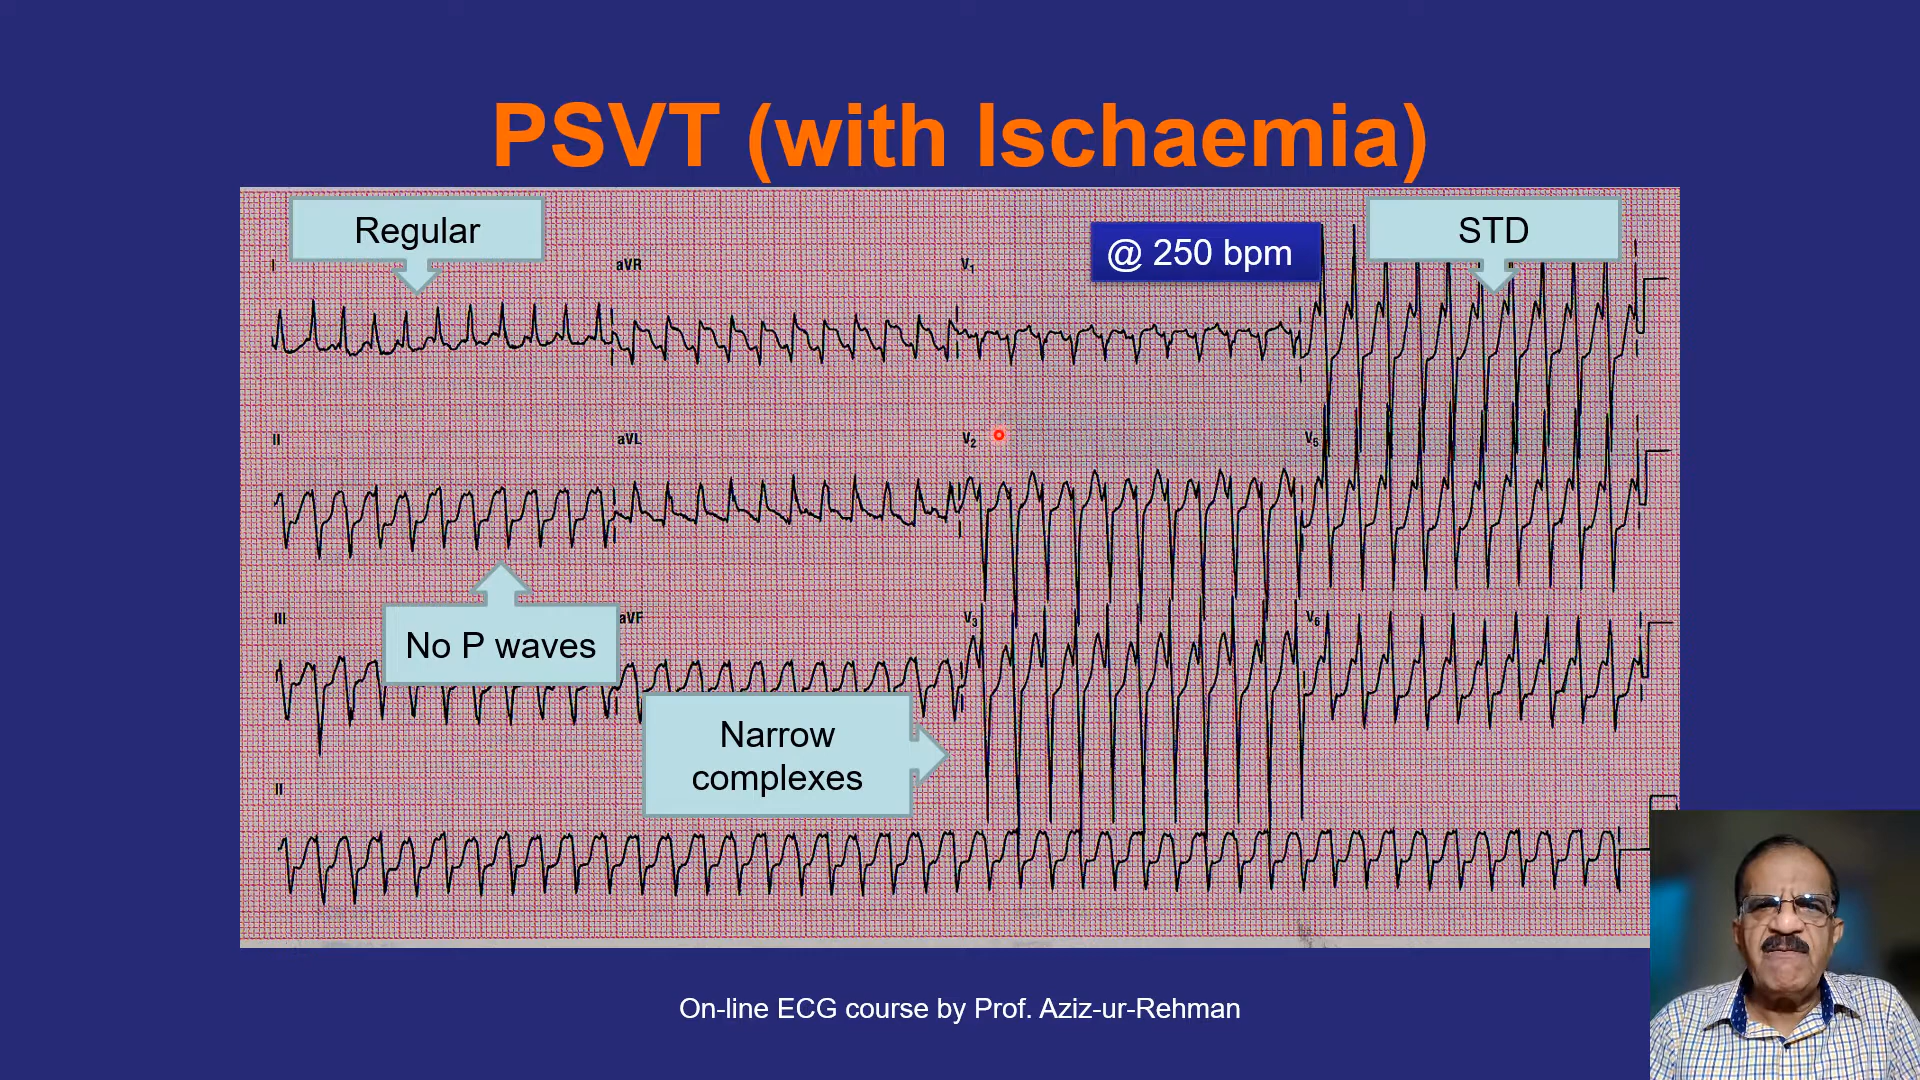 PSVT (with Ischaemia)
Regular
@ 250 bpm
STD
I
aVR
V1
II
aVL
V2
V5
No P waves
III
aVF
V3
V6
Narrow
complexes
II
On-line ECG course by Prof. Aziz-ur-Rehman